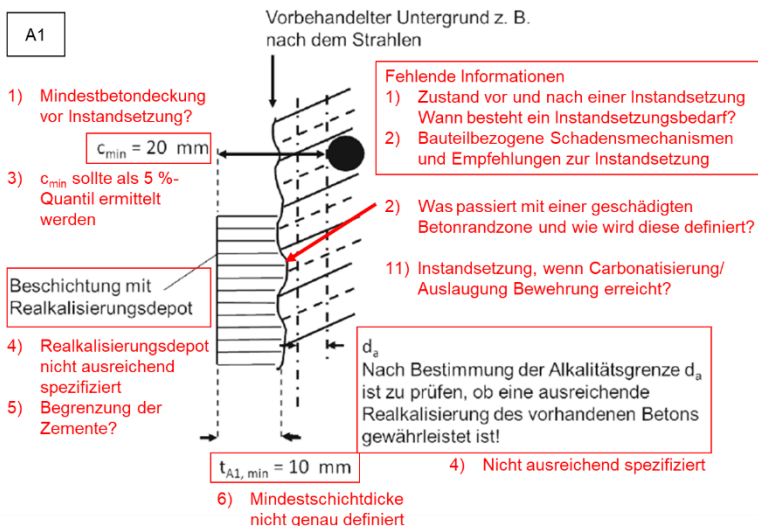 A1
Vorbehandelter Untergrund z. B.
nach dem Strahlen
1) Mindestbetondeckung
vor Instandsetzung?
c_min = 20 mm
3) c_min sollte als 5 %-
Quantil ermittelt
werden
Fehlende Informationen
1) Zustand vor und nach einer Instandsetzung
Wann besteht ein Instandsetzungsbedarf?
2) Bauteilbezogene Schadensmechanismen
und Empfehlungen zur Instandsetzung
2) Was passiert mit einer geschädigten
Betonrandzone und wie wird diese definiert?
11) Instandsetzung, wenn Carbonatisierung/
Auslaugung Bewehrung erreicht?
Beschichtung mit
Realkalisierungsdepot
4) Realkalisierungsdepot
nicht ausreichend
spezifiziert
5) Begrenzung der
Zemente?
d_a
Nach Bestimmung der Alkalitätsgrenze d_a
ist zu prüfen, ob eine ausreichende
Realkalisierung des vorhandenen Betons
gewährleistet ist!
t_A1, min = 10 mm
4) Nicht ausreichend spezifiziert
6) Mindestschichtdicke
nicht genau definiert